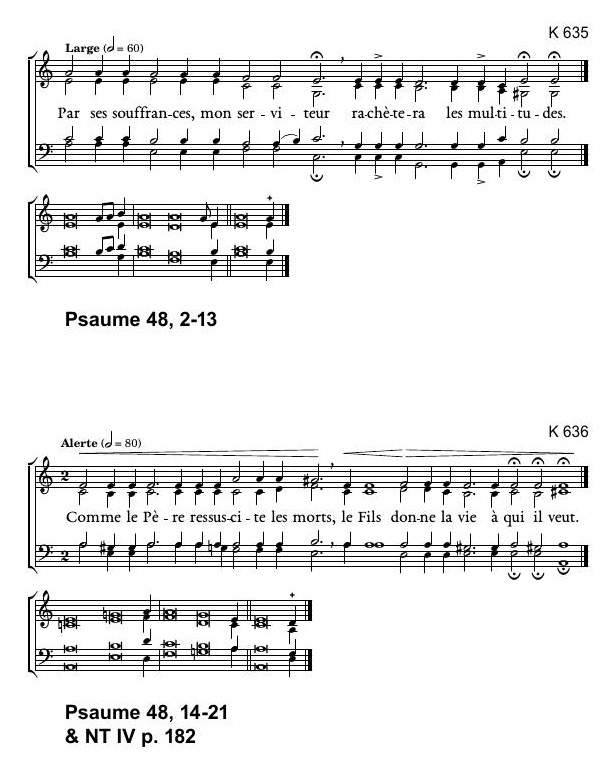 K 635
Large (𝅗𝅥 = 60)
Par ses souffran-ces, mon ser - vi - teur ra-chè-te-ra les mul-ti-tu-des.
Psaume 48, 2-13
K 636
Alerte (𝅗𝅥 = 80)
2
Comme le Pè - re ressus-ci-te les morts, le Fils don-ne la vie à qui il veut.
2
Psaume 48, 14-21
& NT IV p. 182